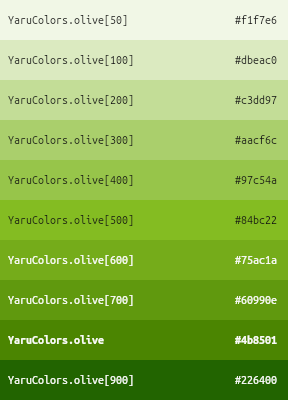 YaruColors.olive[50] #f1f7e6
YaruColors.olive[100] #dbeac0
YaruColors.olive[200] #c3dd97
YaruColors.olive[300] #aacf6c
YaruColors.olive[400] #97c54a
YaruColors.olive[500] #84bc22
YaruColors.olive[600] #75ac1a
YaruColors.olive[700] #60990e
YaruColors.olive #4b8501
YaruColors.olive[900] #226400